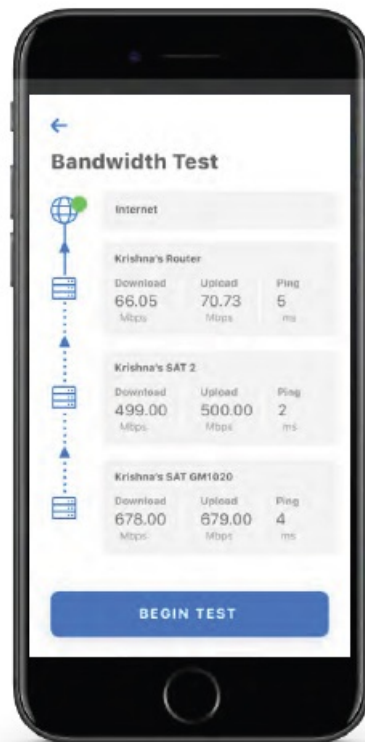 Bandwidth Test
Internet
Krishna's Router
Download Upload Ping
66.05 70.73 5
Mbps Mbps ms
Krishna's SAT 2
Download Upload Ping
499.00 500.00 2
Mbps Mbps ms
Krishna's SAT GM1020
Download Upload Ping
678.00 679.00 4
Mbps Mbps ms
BEGIN TEST